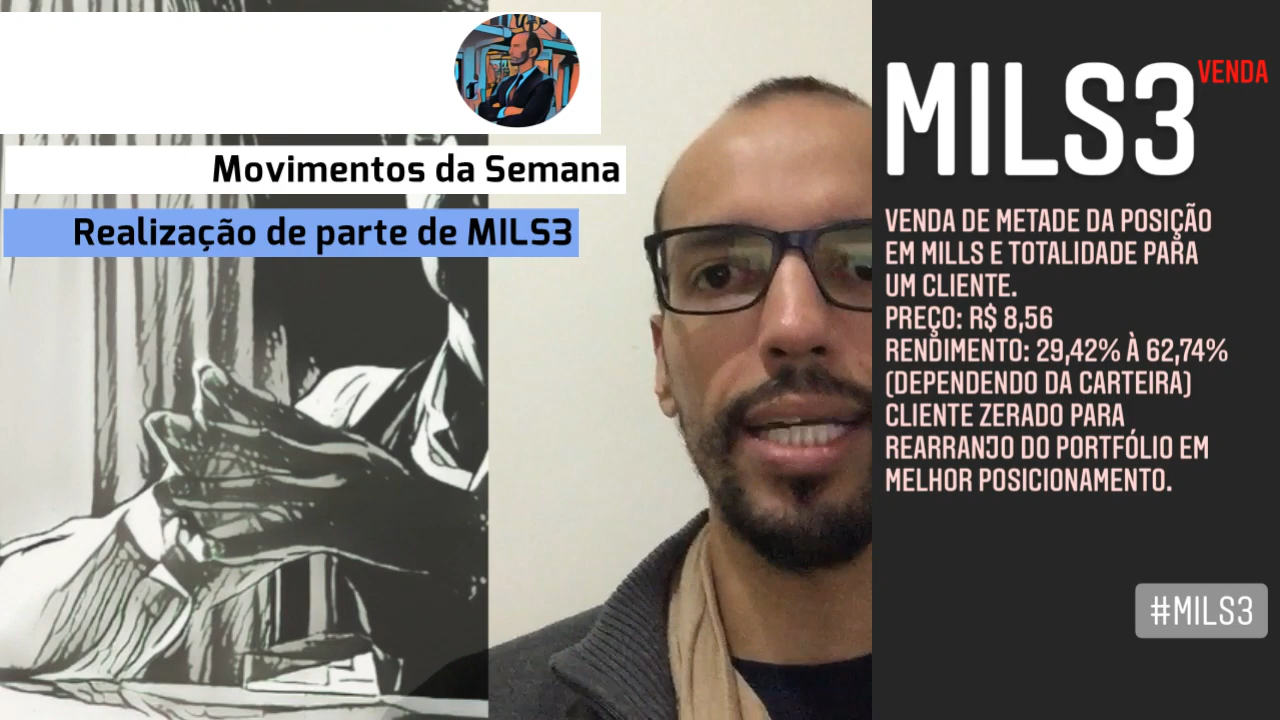 Movimentos da Semana
Realização de parte de MILS3
MILS3
VENDA
VENDA DE METADE DA POSIÇÃO
EM MILLS E TOTALIDADE PARA
UM CLIENTE.
PREÇO: R$ 8,56
RENDIMENTO: 29,42% À 62,74%
(DEPENDENDO DA CARTEIRA)
CLIENTE ZERADO PARA
REARRANJO DO PORTFÓLIO EM
MELHOR POSICIONAMENTO.
#MILS3